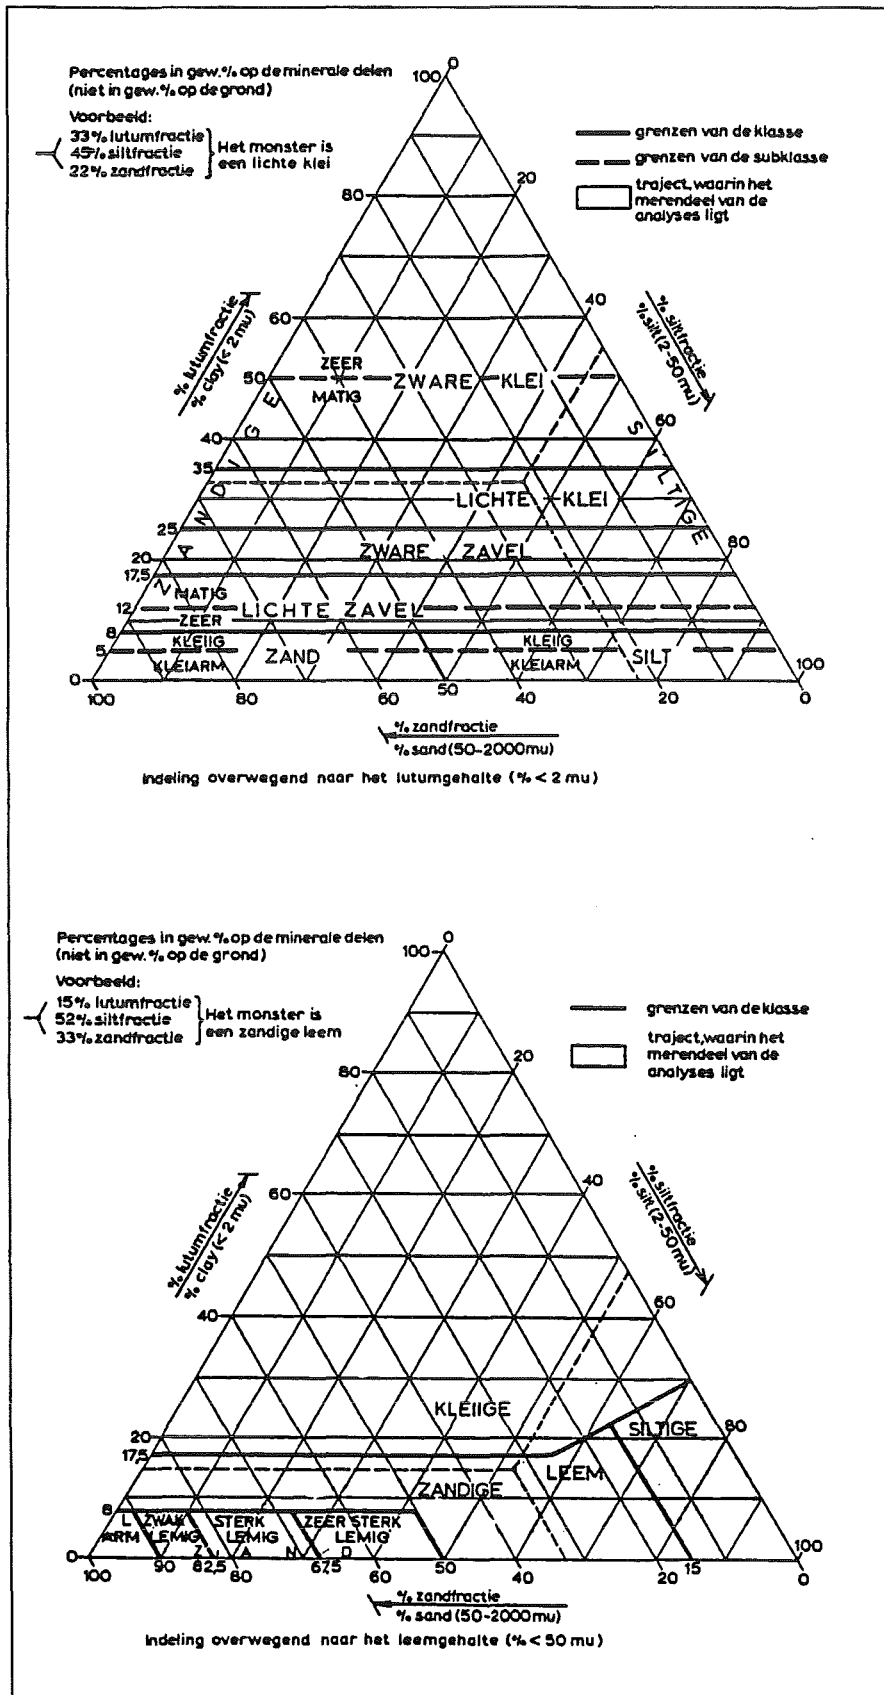 Percentages in gew.% op de minerale delen
(niet in gew.% op de grond)
Voorbeeld:
33% lutumfractie
45% siltfractie
22% zandfractie
Het monster is
een lichte klei
grenzen van de klasse
grenzen van de subklasse
traject, waarin het
merendeel van de
analyses ligt
100
0
80
20
60
40
50
40
60
35
25
80
20
17,5
12
8
5
0
100
% lutumfractie
% clay (< 2 mu)
% siltfractie
% silt (2-50 mu)
ZANDIGE
SILTIGE
ZEER
MATIG
ZWARE KLEI
LICHTE KLEI
ZWARE ZAVEL
MATIG
LICHTE ZAVEL
ZEER
KLEIIG
KLEIARM
ZAND
KLEIIG
KLEIARM
SILT
100 80 60 50 40 20 0
% zandfractie
% sand (50-2000mu)
Indeling overwegend naar het lutumgehalte (% < 2 mu)
Percentages in gew.% op de minerale delen
(niet in gew.% op de grond)
Voorbeeld:
15% lutumfractie
52% siltfractie
33% zandfractie
Het monster is
een zandige leem
grenzen van de klasse
traject, waarin het
merendeel van de
analyses ligt
100
0
80
20
60
40
40
60
20
80
17,5
8
0
100
% lutumfractie
% clay (< 2 mu)
% siltfractie
% silt (2-50 mu)
KLEIIGE
SILTIGE
LEEM
ZANDIGE
L
ARM
ZWAK
LEMIG
STERK
LEMIG
ZEER STERK
LEMIG
Z A N D
100 90 82,5 80 67,5 60 50 40 20 15 0
% zandfractie
% sand (50-2000mu)
Indeling overwegend naar het leemgehalte (% < 50 mu)